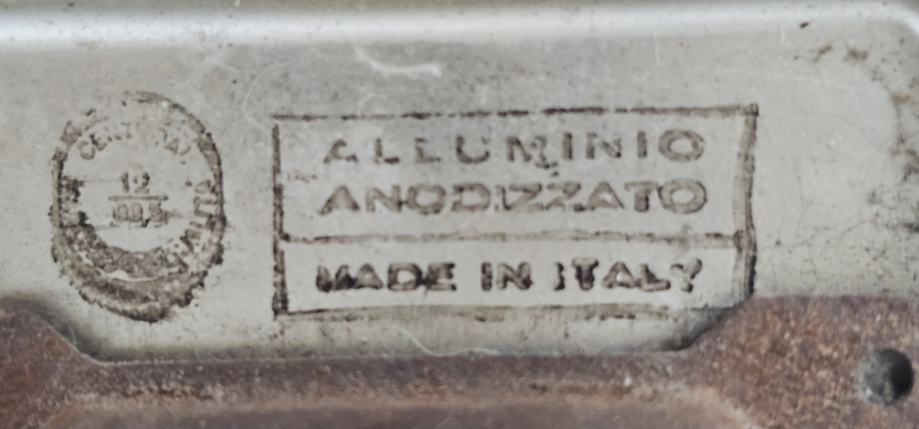 12
ALLUMINIO
ANODIZZATO
MADE IN ITALY